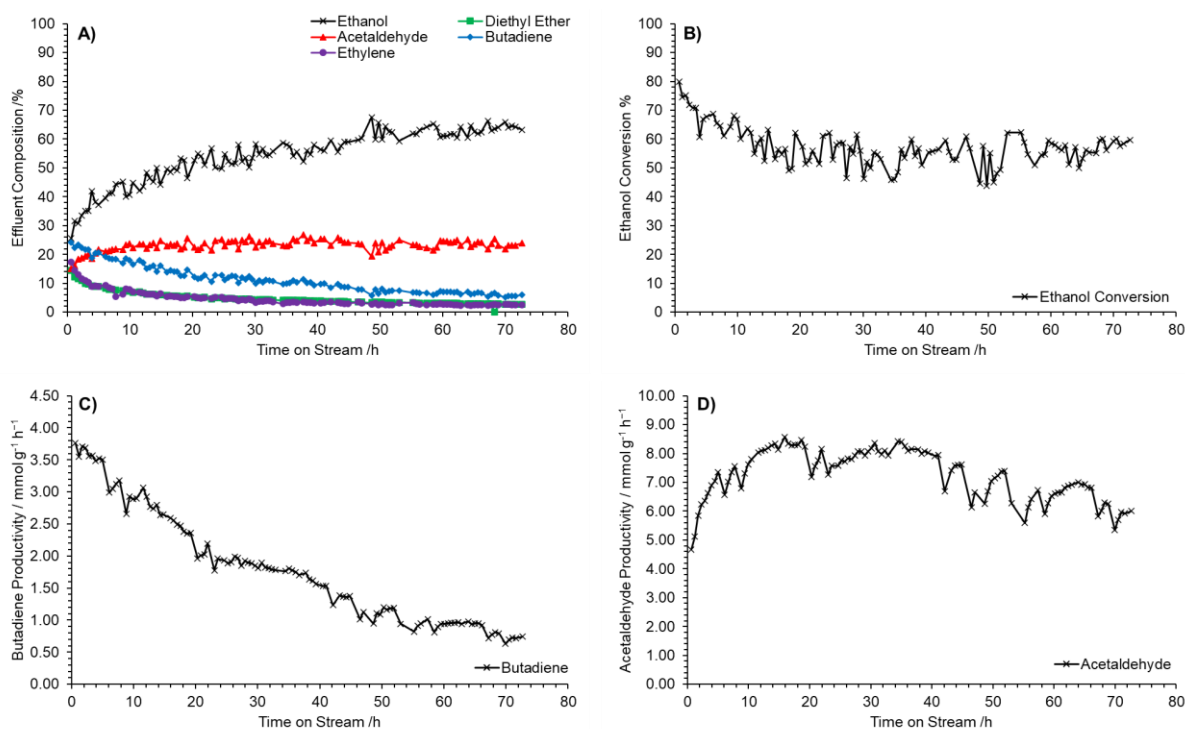 A)
Ethanol
Diethyl Ether
Acetaldehyde
Butadiene
Ethylene
100
90
80
70
60
50
40
30
20
10
0
Effluent Composition /%
0 10 20 30 40 50 60 70 80
Time on Stream /h
B)
100
90
80
70
60
50
40
30
20
10
0
Ethanol Conversion %
Ethanol Conversion
0 10 20 30 40 50 60 70 80
Time on Stream /h
C)
4.50
4.00
3.50
3.00
2.50
2.00
1.50
1.00
0.50
0.00
Butadiene Productivity / mmol g⁻¹ h⁻¹
Butadiene
0 10 20 30 40 50 60 70 80
Time on Stream /h
D)
10.00
9.00
8.00
7.00
6.00
5.00
4.00
3.00
2.00
1.00
0.00
Acetaldehyde Productivity / mmol g⁻¹ h⁻¹
Acetaldehyde
0 10 20 30 40 50 60 70 80
Time on Stream /h